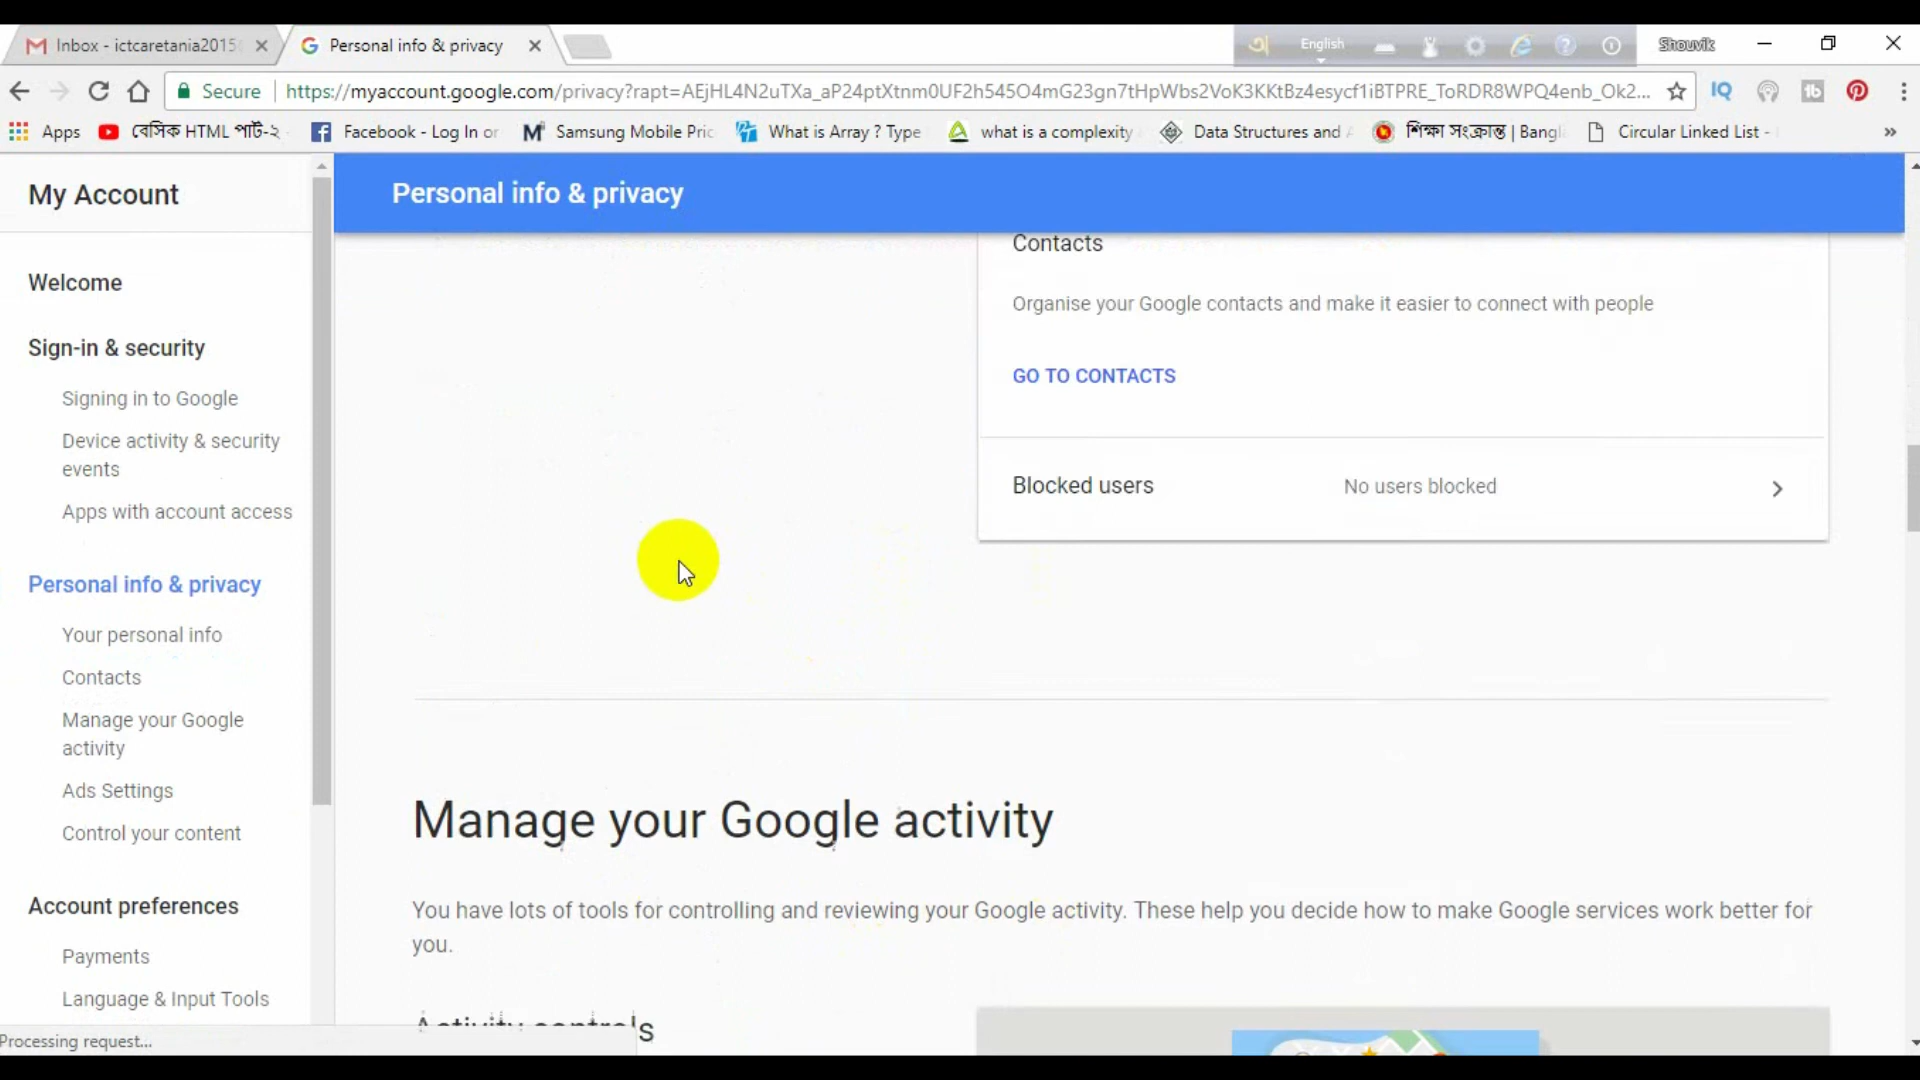 Inbox - ictcaretania2015
Personal info & privacy
English
Shouvik
Secure
https://myaccount.google.com/privacy?rapt=AEjHL4N2uTXa_aP24ptXtnm0UF2h545O4mG23gn7tHpWbs2VoK3KKtBz4esycf1iBTPRE_ToRDR8WPQ4enb_Ok2...
Apps
বেসিক HTML পার্ট-২
Facebook - Log In or
Samsung Mobile Pric
What is Array ? Type
what is a complexity
Data Structures and
শিক্ষা সংক্রান্ত | Bangl
Circular Linked List -
My Account
Personal info & privacy
Welcome
Sign-in & security
Signing in to Google
Device activity & security
events
Apps with account access
Personal info & privacy
Your personal info
Contacts
Manage your Google
activity
Ads Settings
Control your content
Account preferences
Payments
Language & Input Tools
Processing request...
Contacts
Organise your Google contacts and make it easier to connect with people
GO TO CONTACTS
Blocked users
No users blocked
Manage your Google activity
You have lots of tools for controlling and reviewing your Google activity. These help you decide how to make Google services work better for
you.
Activity controls